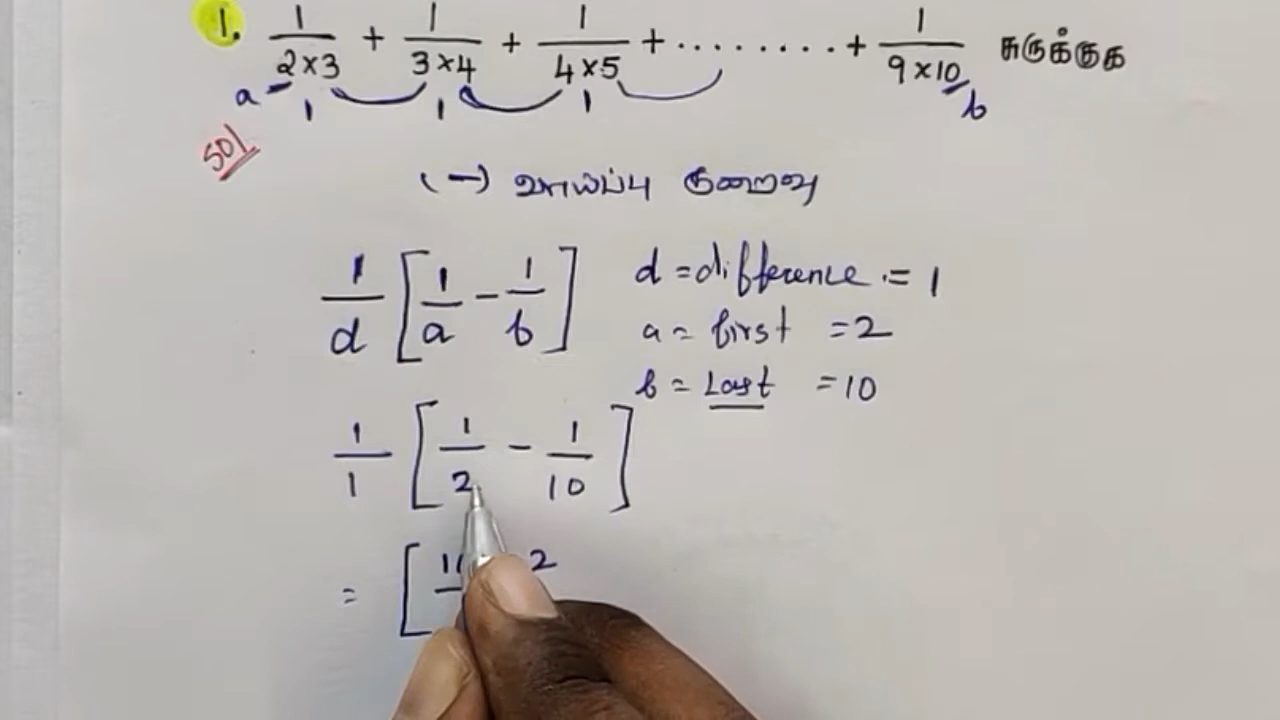 1. 1/2×3 + 1/3×4 + 1/4×5 + ........ + 1/9×10 சுருக்குக
a 1 1 1 b
Sol
(-) வாய்ப்பு குறைவு
1/d [1/a - 1/b] d = difference = 1
a = first = 2
b = Last = 10
1/1 [1/2 - 1/10]
= [ 2